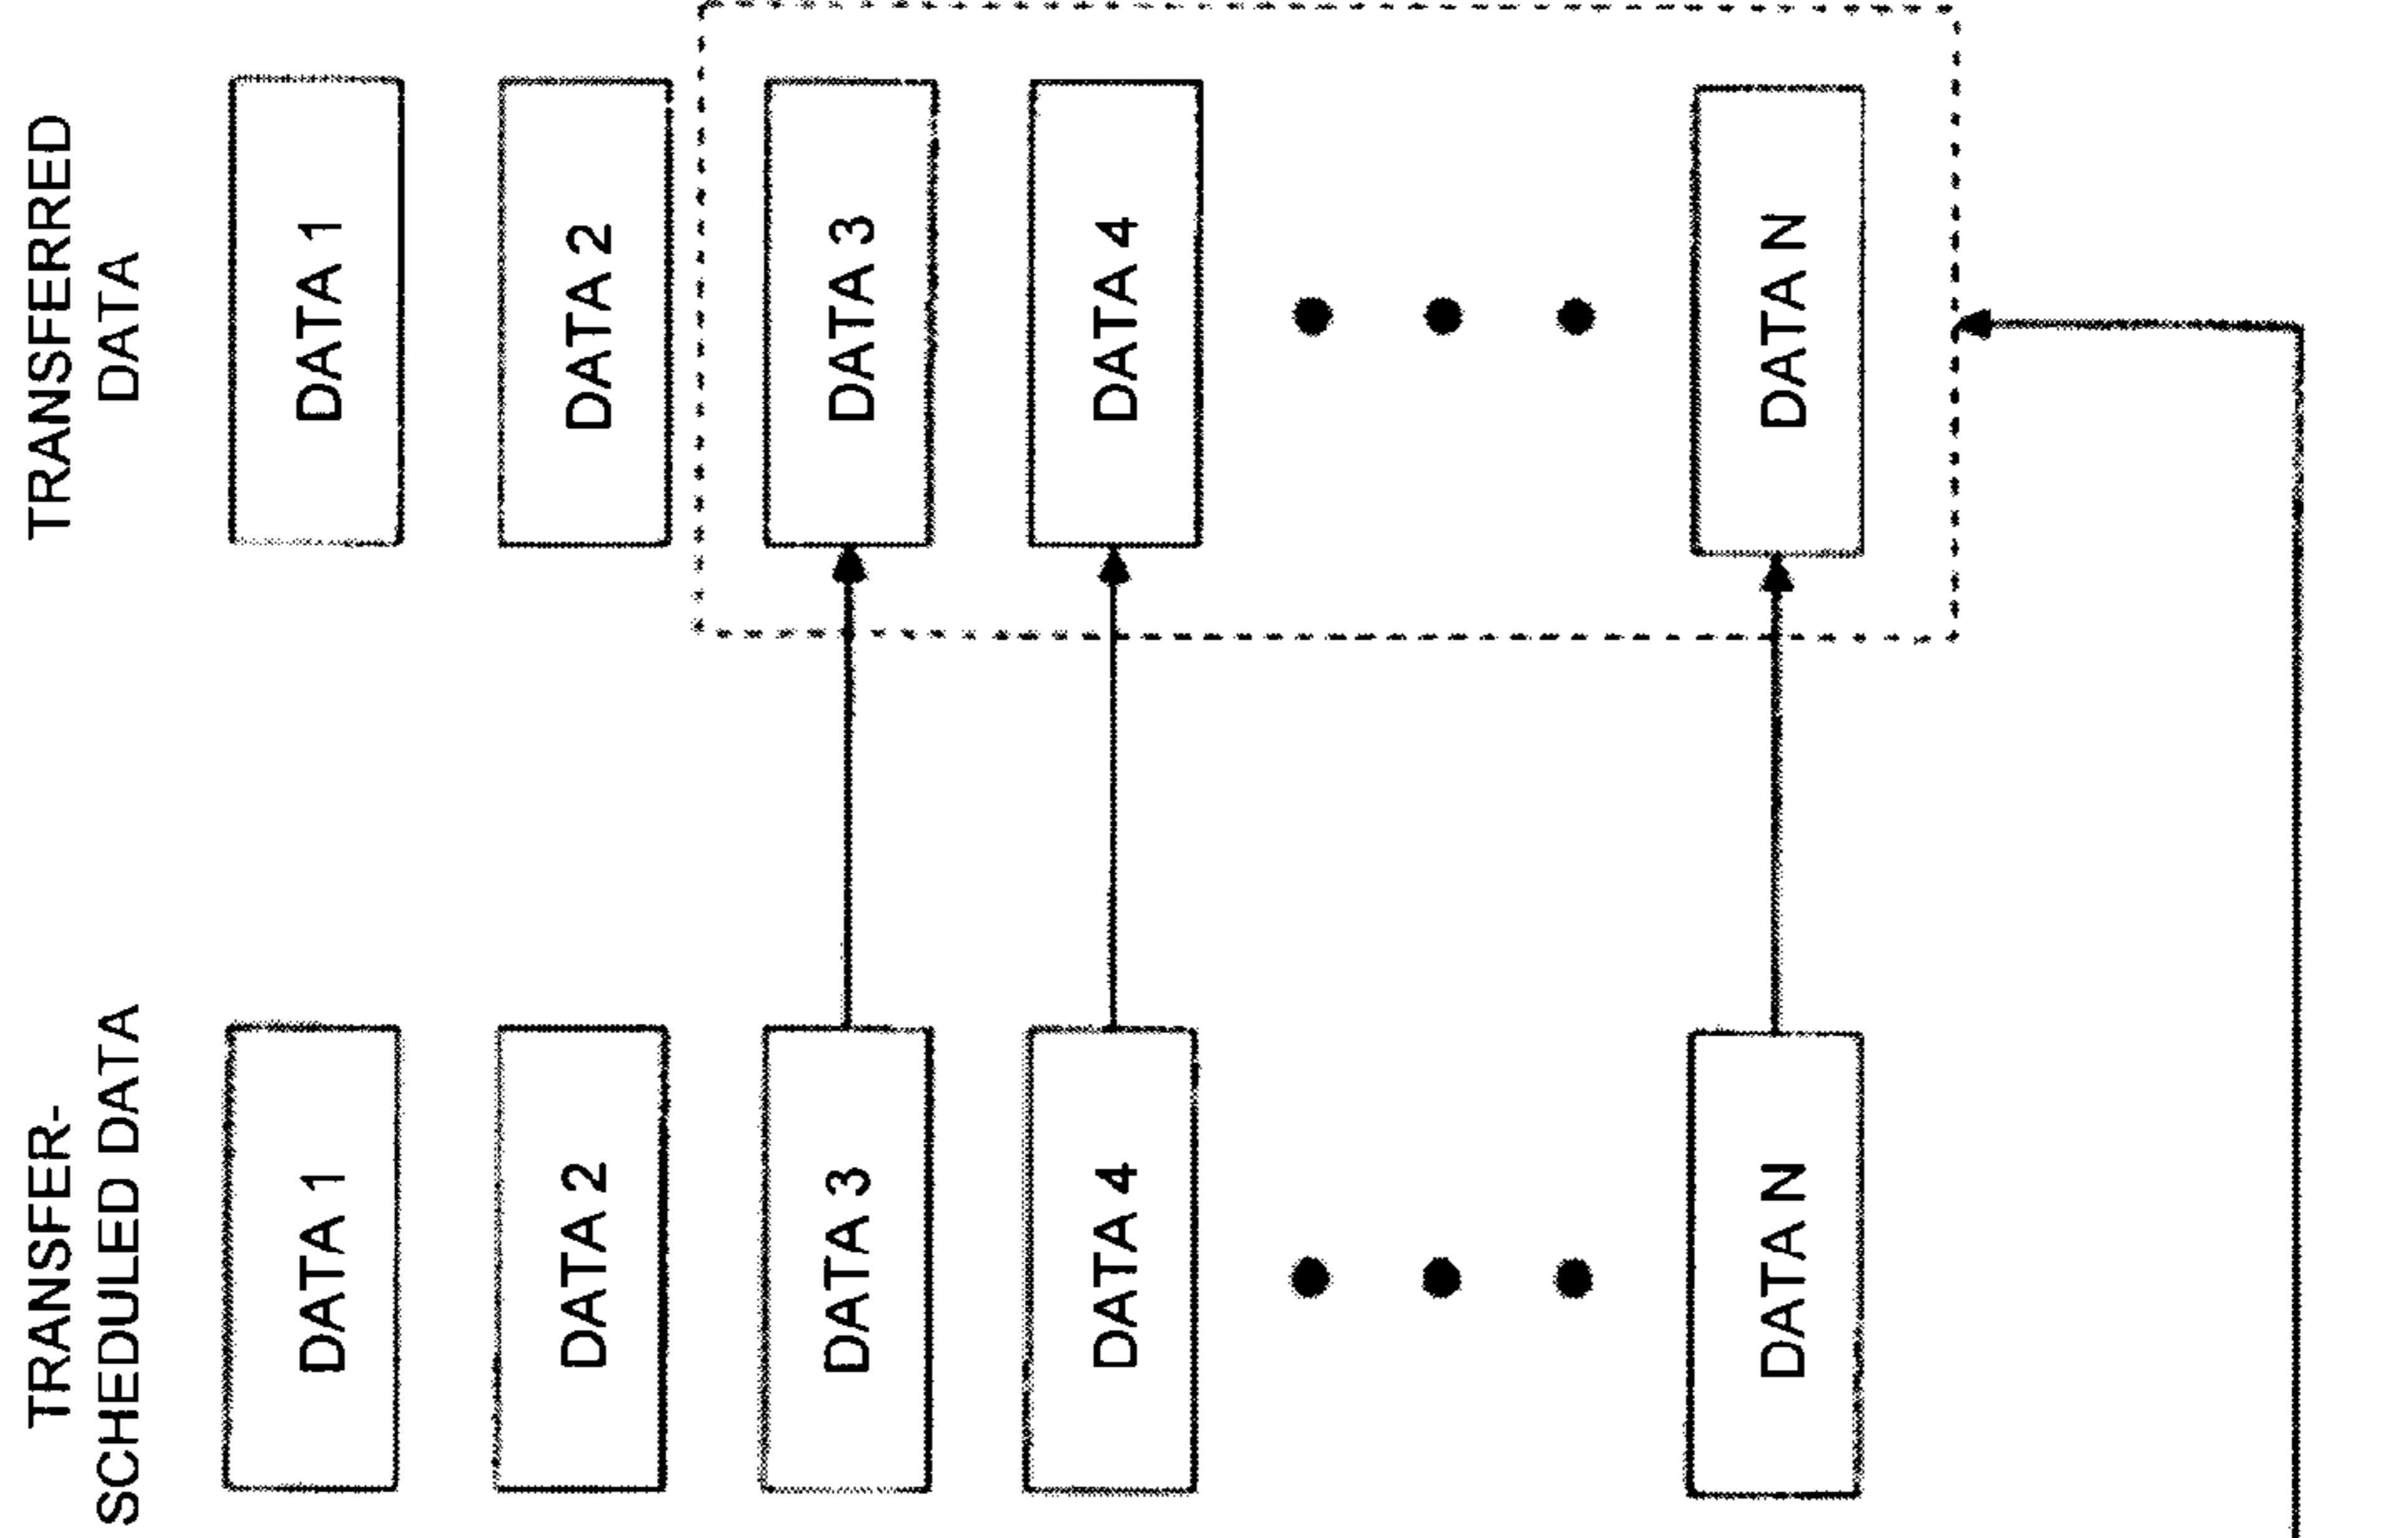 TRANSFER-
SCHEDULED DATA
TRANSFERRED
DATA
DATA 1
DATA 1
DATA 2
DATA 2
DATA 3
DATA 3
DATA 4
DATA 4
DATA N
DATA N